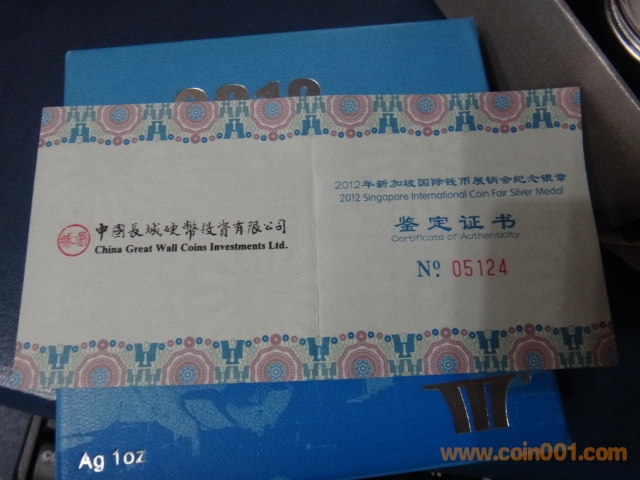 2012
中國長城硬幣投資有限公司
China Great Wall Coins Investments Ltd.
2012年新加坡国际钱币展销会纪念银章
2012 Singapore International Coin Fair Silver Medal
鉴定证书
Certificate of Authenticity
Nº 05124
Ag 1oz
www.coin001.com